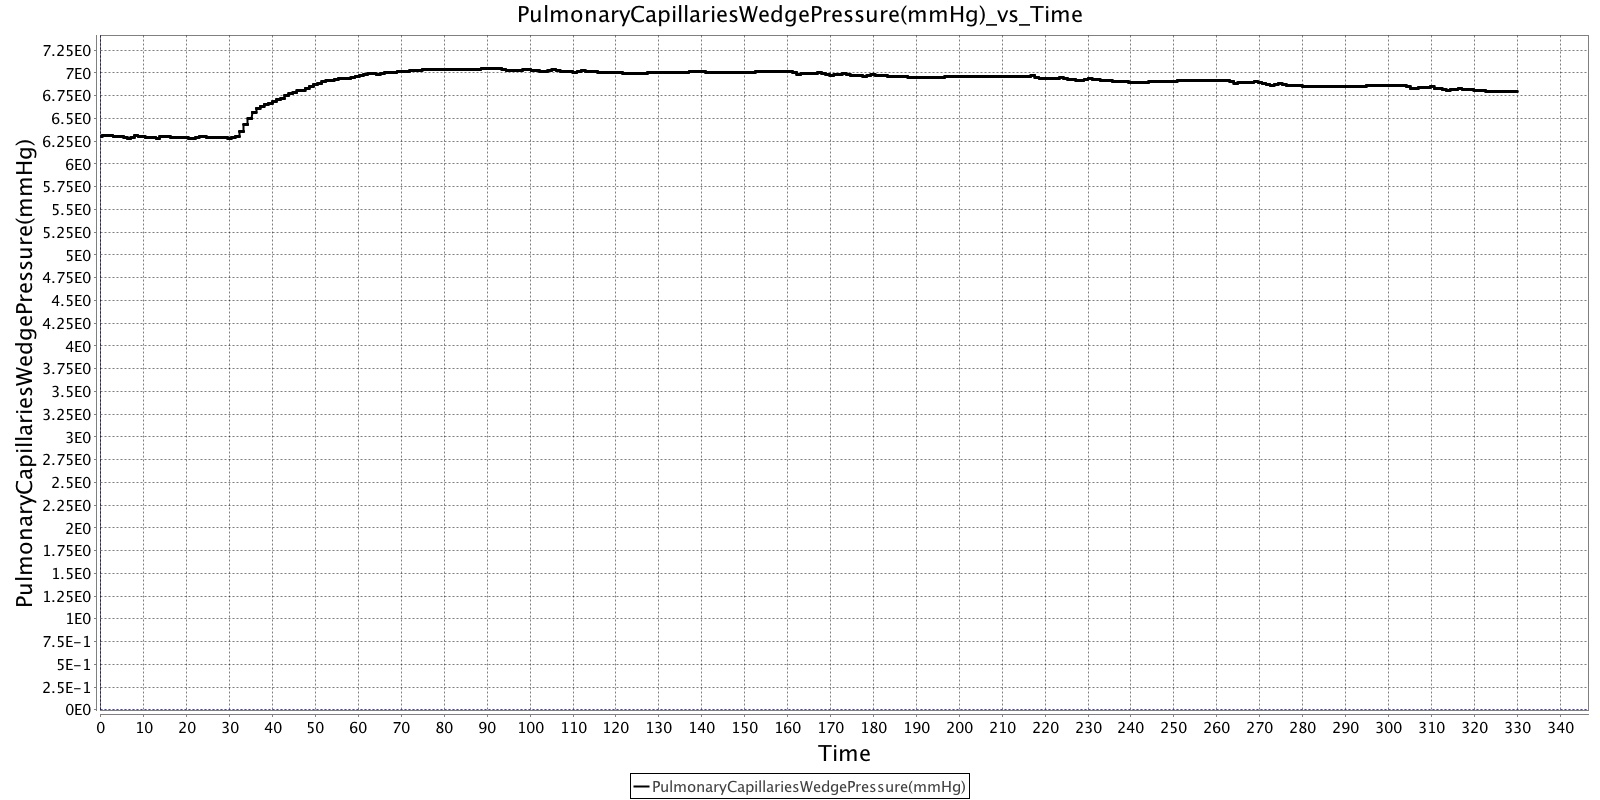 PulmonaryCapillariesWedgePressure(mmHg)_vs_Time
PulmonaryCapillariesWedgePressure(mmHg)
7.25E0
7E0
6.75E0
6.5E0
6.25E0
6E0
5.75E0
5.5E0
5.25E0
5E0
4.75E0
4.5E0
4.25E0
4E0
3.75E0
3.5E0
3.25E0
3E0
2.75E0
2.5E0
2.25E0
2E0
1.75E0
1.5E0
1.25E0
1E0
7.5E-1
5E-1
2.5E-1
0E0
0 10 20 30 40 50 60 70 80 90 100 110 120 130 140 150 160 170 180 190 200 210 220 230 240 250 260 270 280 290 300 310 320 330 340
Time
PulmonaryCapillariesWedgePressure(mmHg)